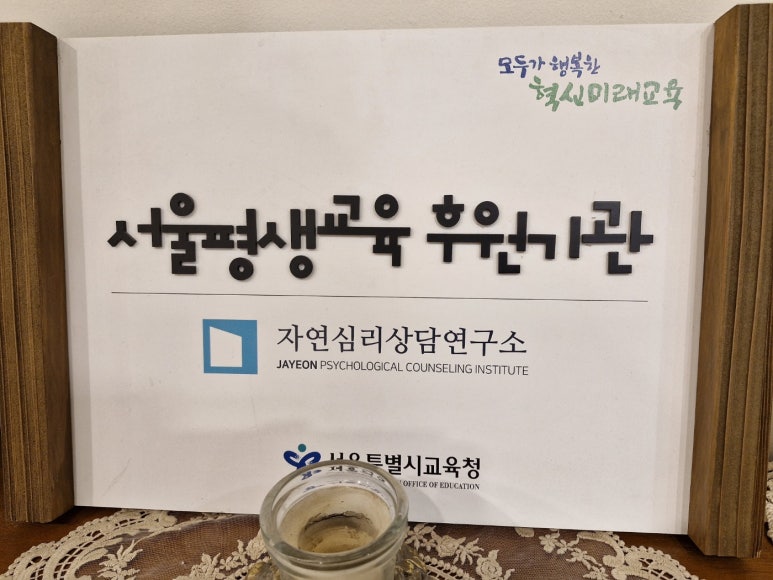 모두가 행복한
혁신미래교육
서울평생교육 후원기관
자연심리상담연구소
JAYEON PSYCHOLOGICAL COUNSELING INSTITUTE
서울특별시교육청
OFFICE OF EDUCATION